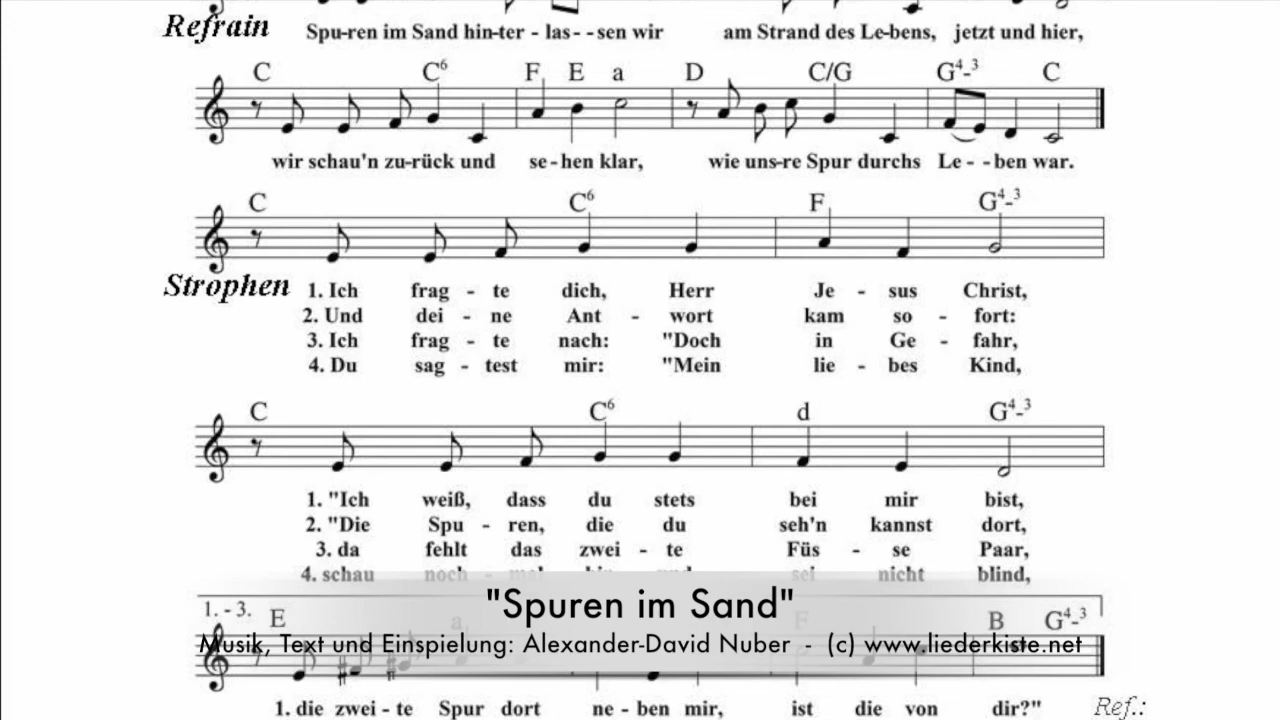 Refrain Spu-ren im Sand hin-ter - las--sen wir am Strand des Le-bens, jetzt und hier,
C C6 F E a D C/G G4-3 C
wir schau'n zu-rück und se-hen klar, wie uns-re Spur durchs Le--ben war.
C C6 F G4-3
Strophen
1. Ich frag - te dich, Herr Je - sus Christ,
2. Und dei - ne Ant - wort kam so - fort:
3. Ich frag - te nach: "Doch in Ge - fahr,
4. Du sag - test mir: "Mein lie - bes Kind,
C C6 d G4-3
1. "Ich weiß, dass du stets bei mir bist,
2. "Die Spu - ren, die du seh'n kannst dort,
3. da fehlt das zwei - te Füs - se Paar,
4. schau noch - mal hin und sei nicht blind,
"Spuren im Sand"
1. - 3. E a F B G4-3
Musik, Text und Einspielung: Alexander-David Nuber - (c) www.liederkiste.net
1. die zwei - te Spur dort ne - ben mir, ist die von dir?" Ref.: